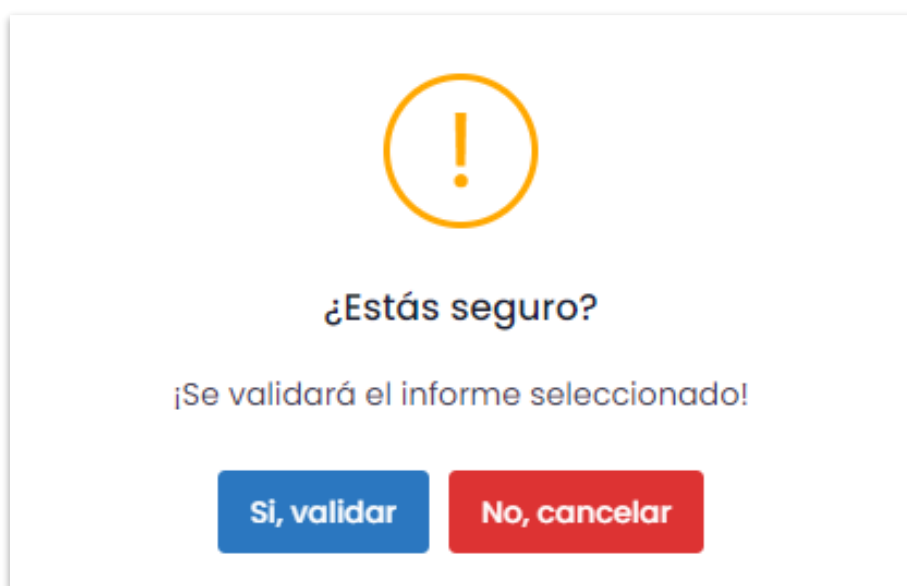 ¿Estás seguro?
¡Se validará el informe seleccionado!
Si, validar
No, cancelar